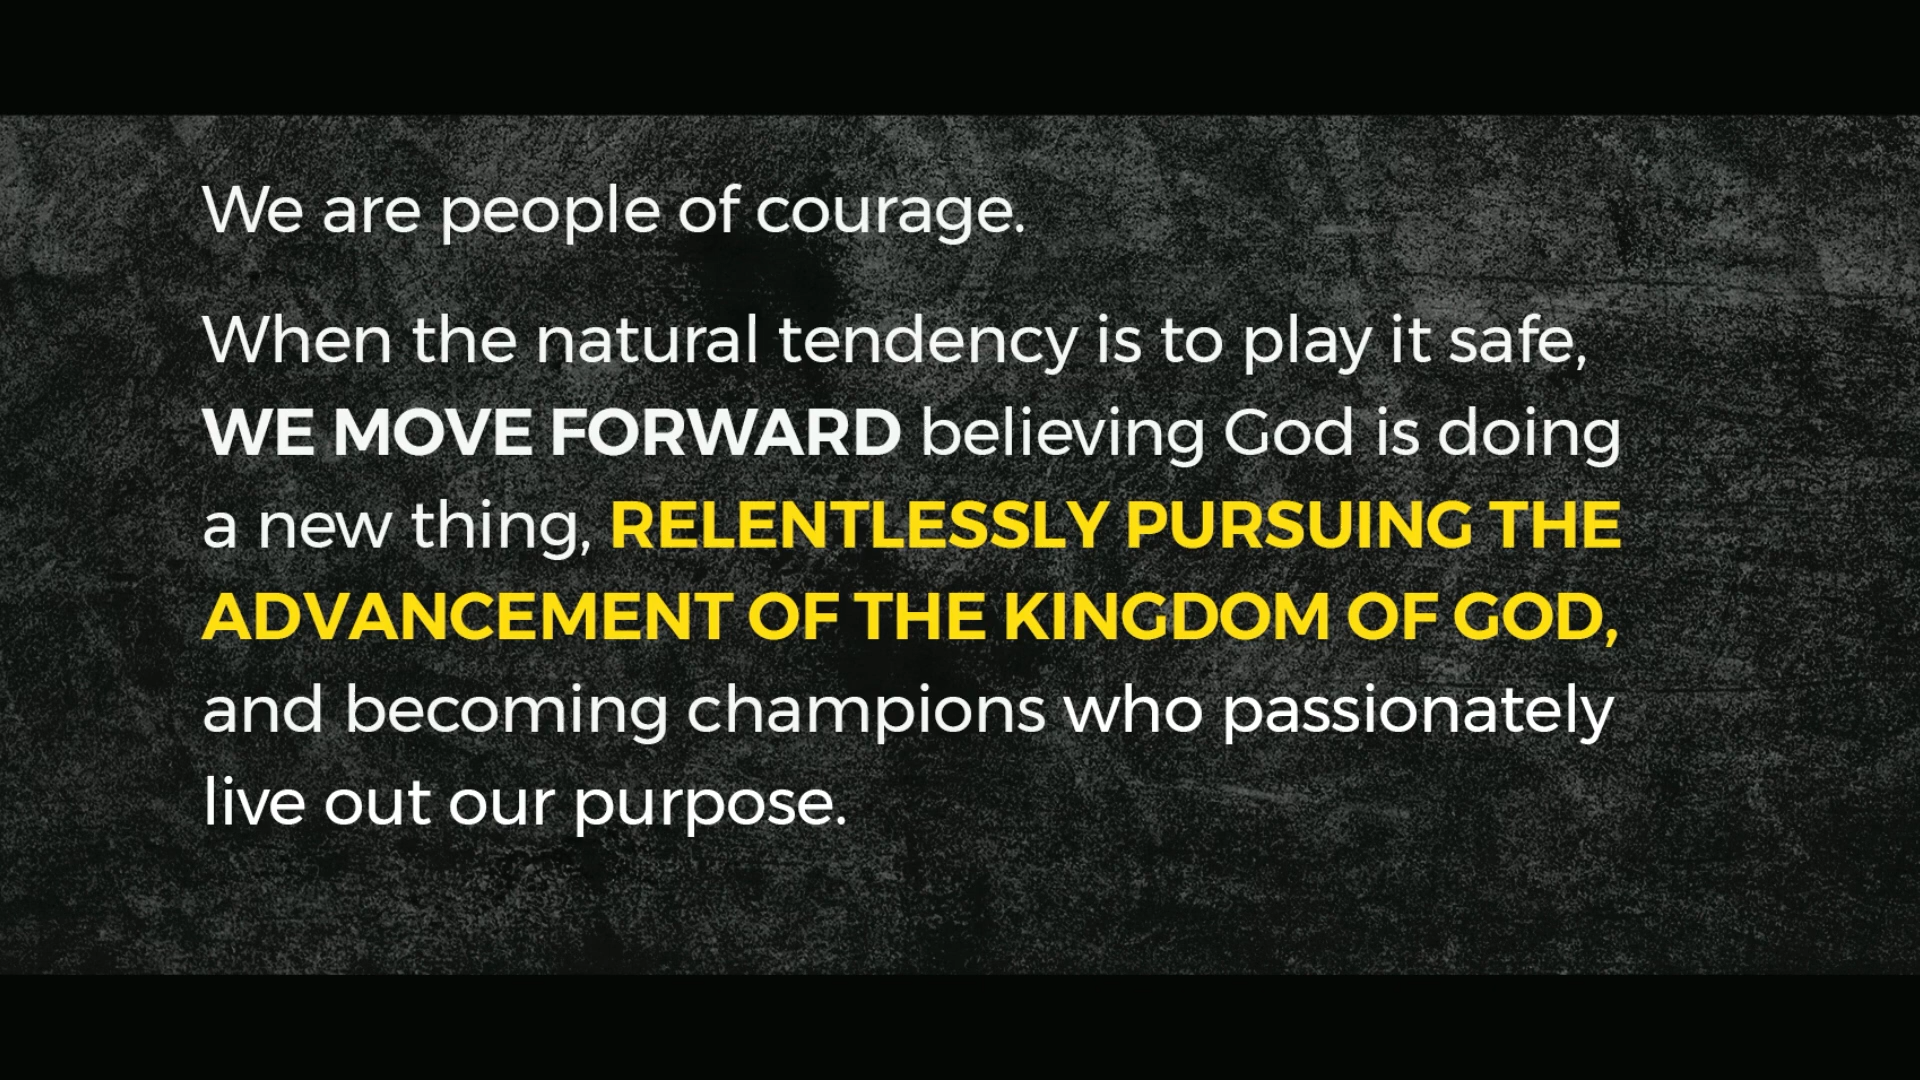 We are people of courage.
When the natural tendency is to play it safe,
WE MOVE FORWARD believing God is doing
a new thing, RELENTLESSLY PURSUING THE
ADVANCEMENT OF THE KINGDOM OF GOD,
and becoming champions who passionately
live out our purpose.